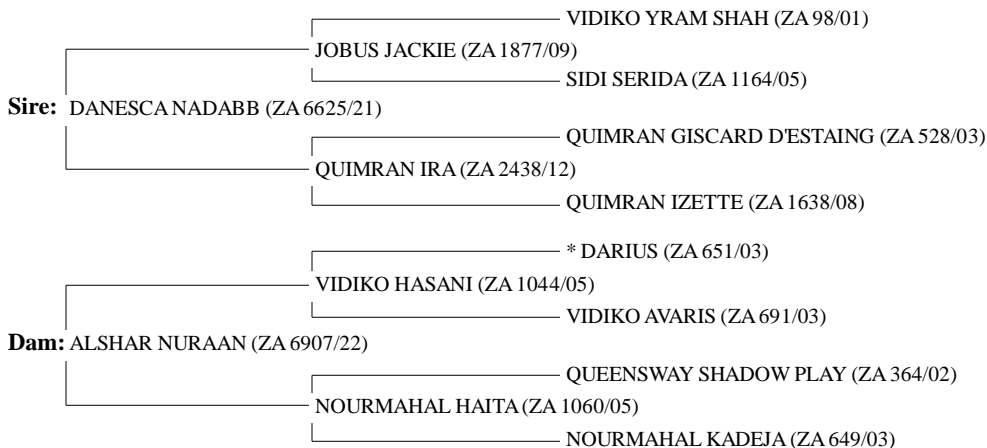 VIDIKO YRAM SHAH (ZA 98/01)
JOBUS JACKIE (ZA 1877/09)
SIDI SERIDA (ZA 1164/05)
Sire: DANESCA NADABB (ZA 6625/21)
QUIMRAN GISCARD D'ESTAING (ZA 528/03)
QUIMRAN IRA (ZA 2438/12)
QUIMRAN IZETTE (ZA 1638/08)
* DARIUS (ZA 651/03)
VIDIKO HASANI (ZA 1044/05)
VIDIKO AVARIS (ZA 691/03)
Dam: ALSHAR NURAAN (ZA 6907/22)
QUEENSWAY SHADOW PLAY (ZA 364/02)
NOURMAHAL HAITA (ZA 1060/05)
NOURMAHAL KADEJA (ZA 649/03)